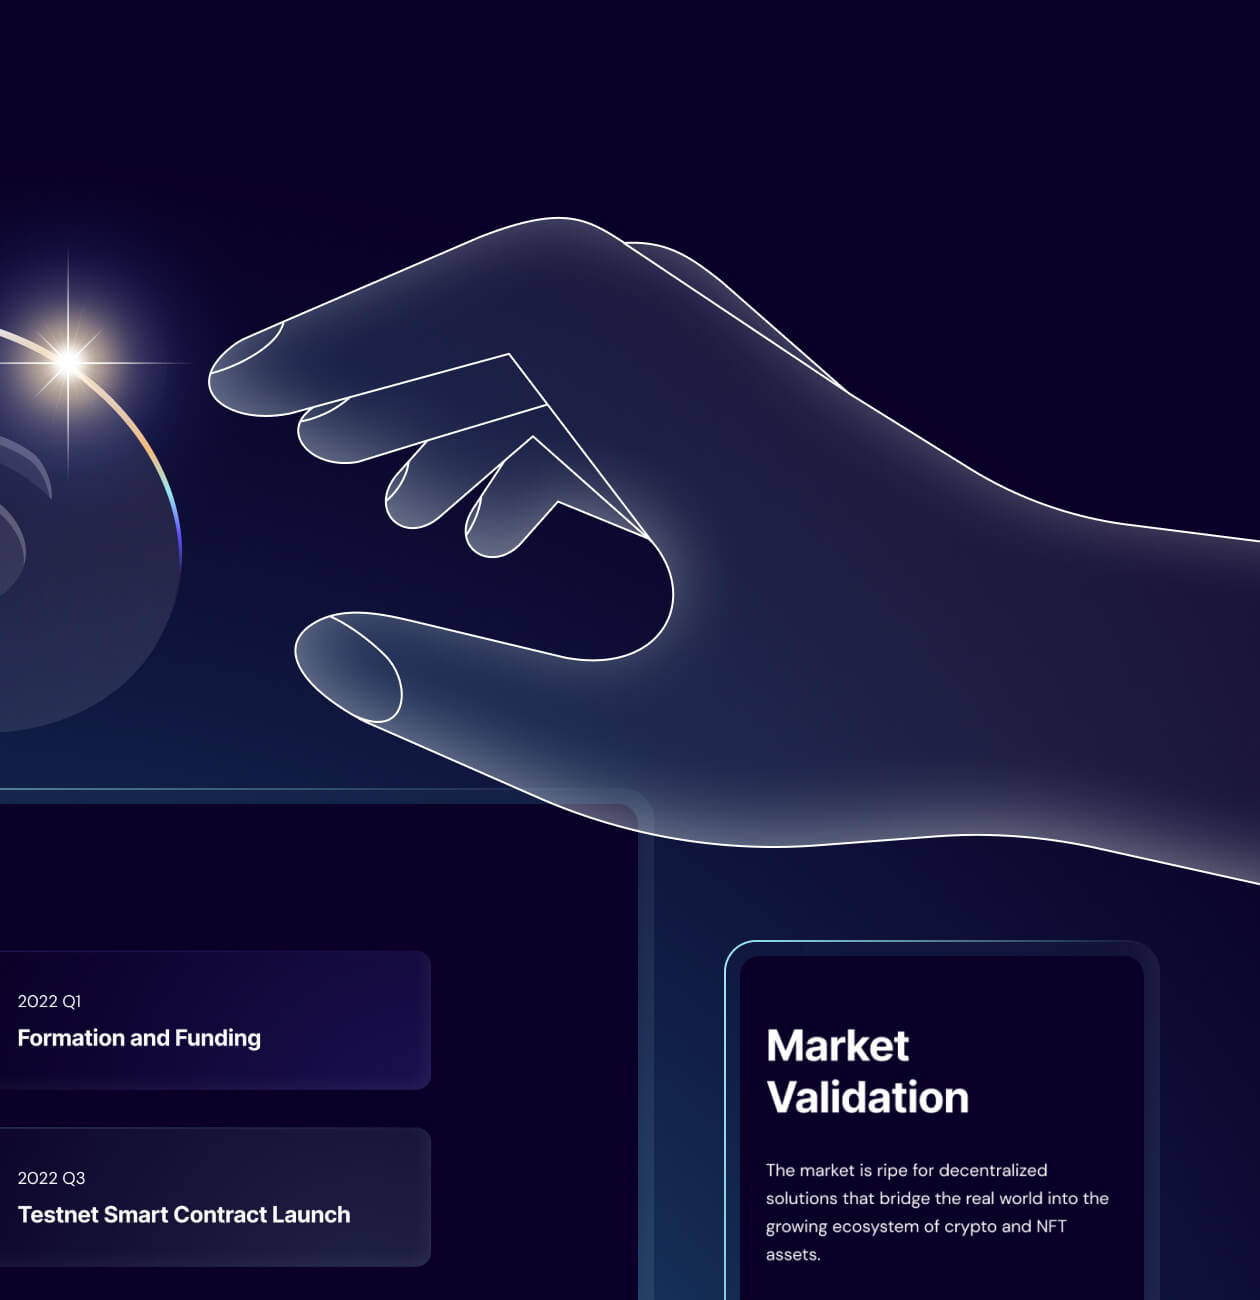 2022 Q1
Formation and Funding
2022 Q3
Testnet Smart Contract Launch
Market
Validation
The market is ripe for decentralized
solutions that bridge the real world into the
growing ecosystem of crypto and NFT
assets.